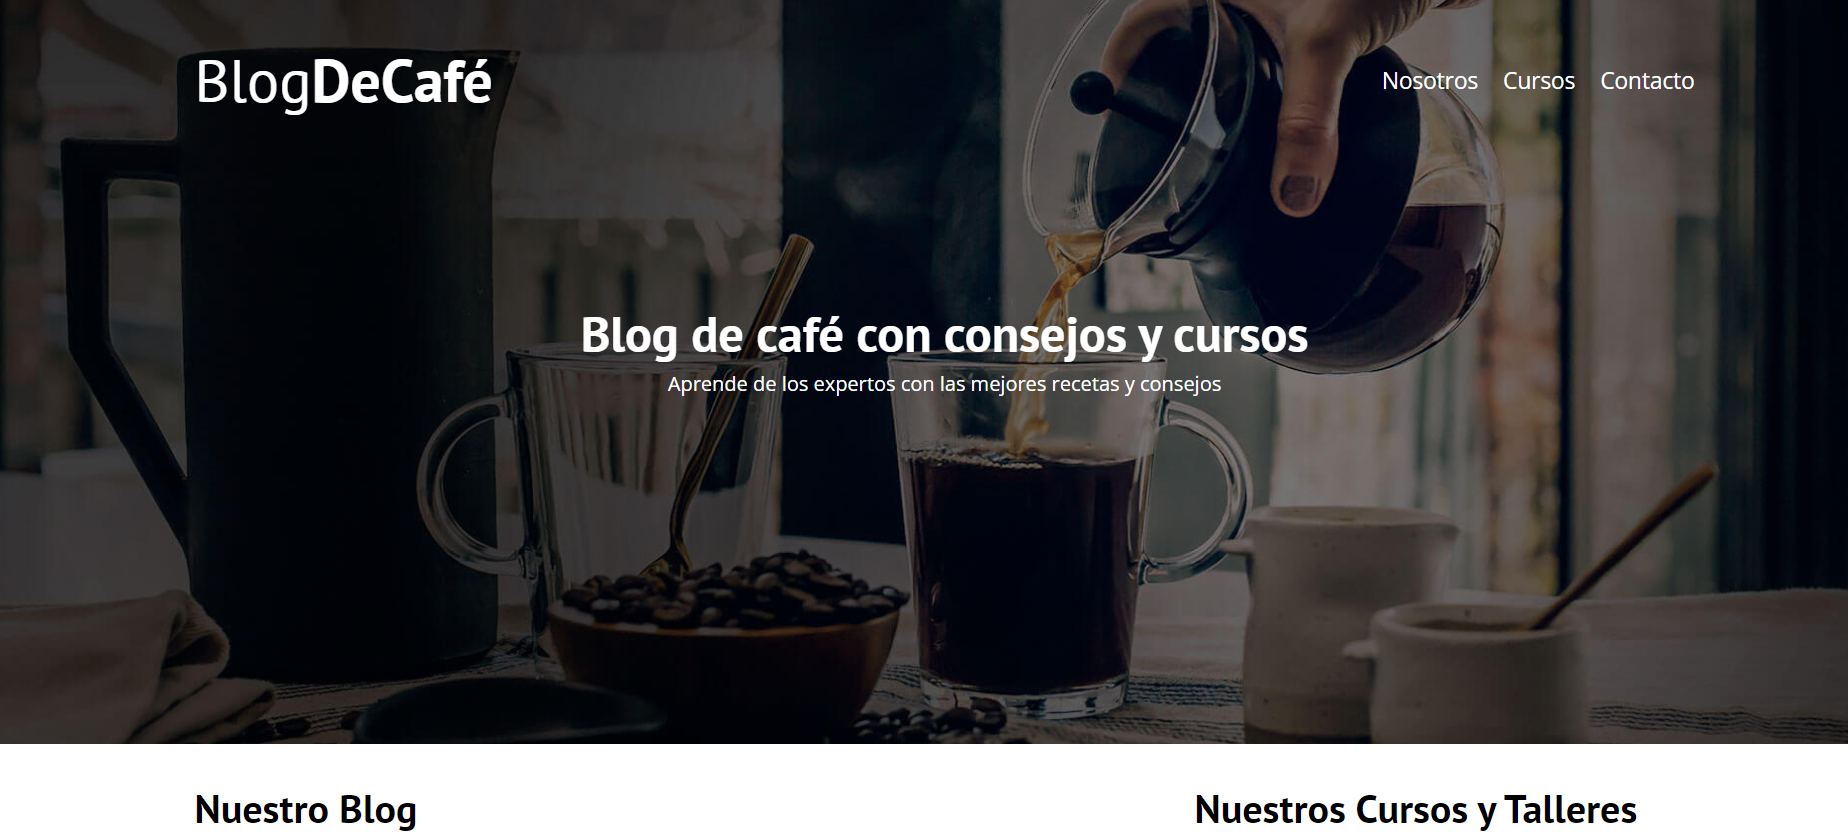 BlogDeCafé
Nosotros Cursos Contacto
Blog de café con consejos y cursos
Aprende de los expertos con las mejores recetas y consejos
Nuestro Blog
Nuestros Cursos y Talleres